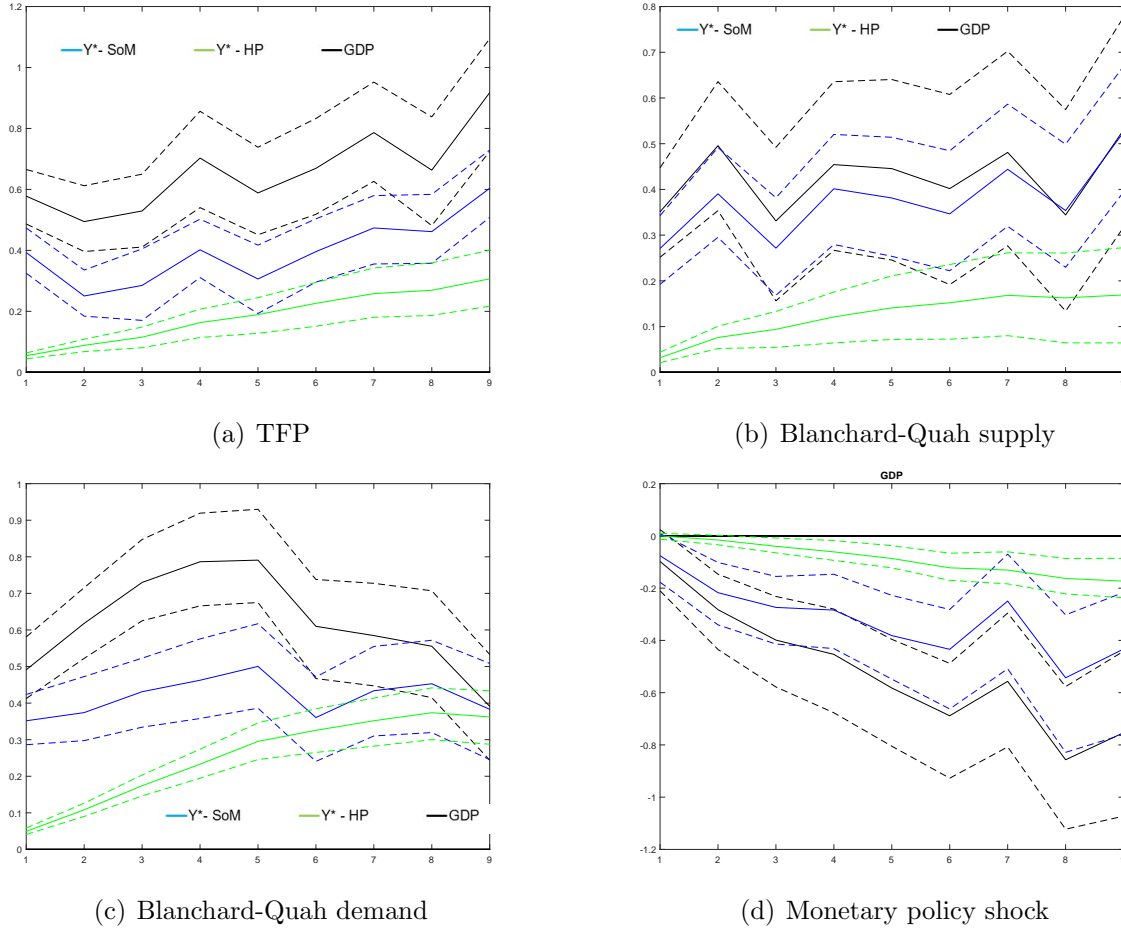 1.2
1
0.8
0.6
0.4
0.2
0
Y*- SoM Y* - HP GDP
1 2 3 4 5 6 7 8 9
(a) TFP
0.8
0.7
0.6
0.5
0.4
0.3
0.2
0.1
0
Y*- SoM Y* - HP GDP
1 2 3 4 5 6 7 8 9
(b) Blanchard-Quah supply
1
0.9
0.8
0.7
0.6
0.5
0.4
0.3
0.2
0.1
0
Y*- SoM Y* - HP GDP
1 2 3 4 5 6 7 8 9
(c) Blanchard-Quah demand
GDP
0.2
0
-0.2
-0.4
-0.6
-0.8
-1
-1.2
1 2 3 4 5 6 7 8
(d) Monetary policy shock